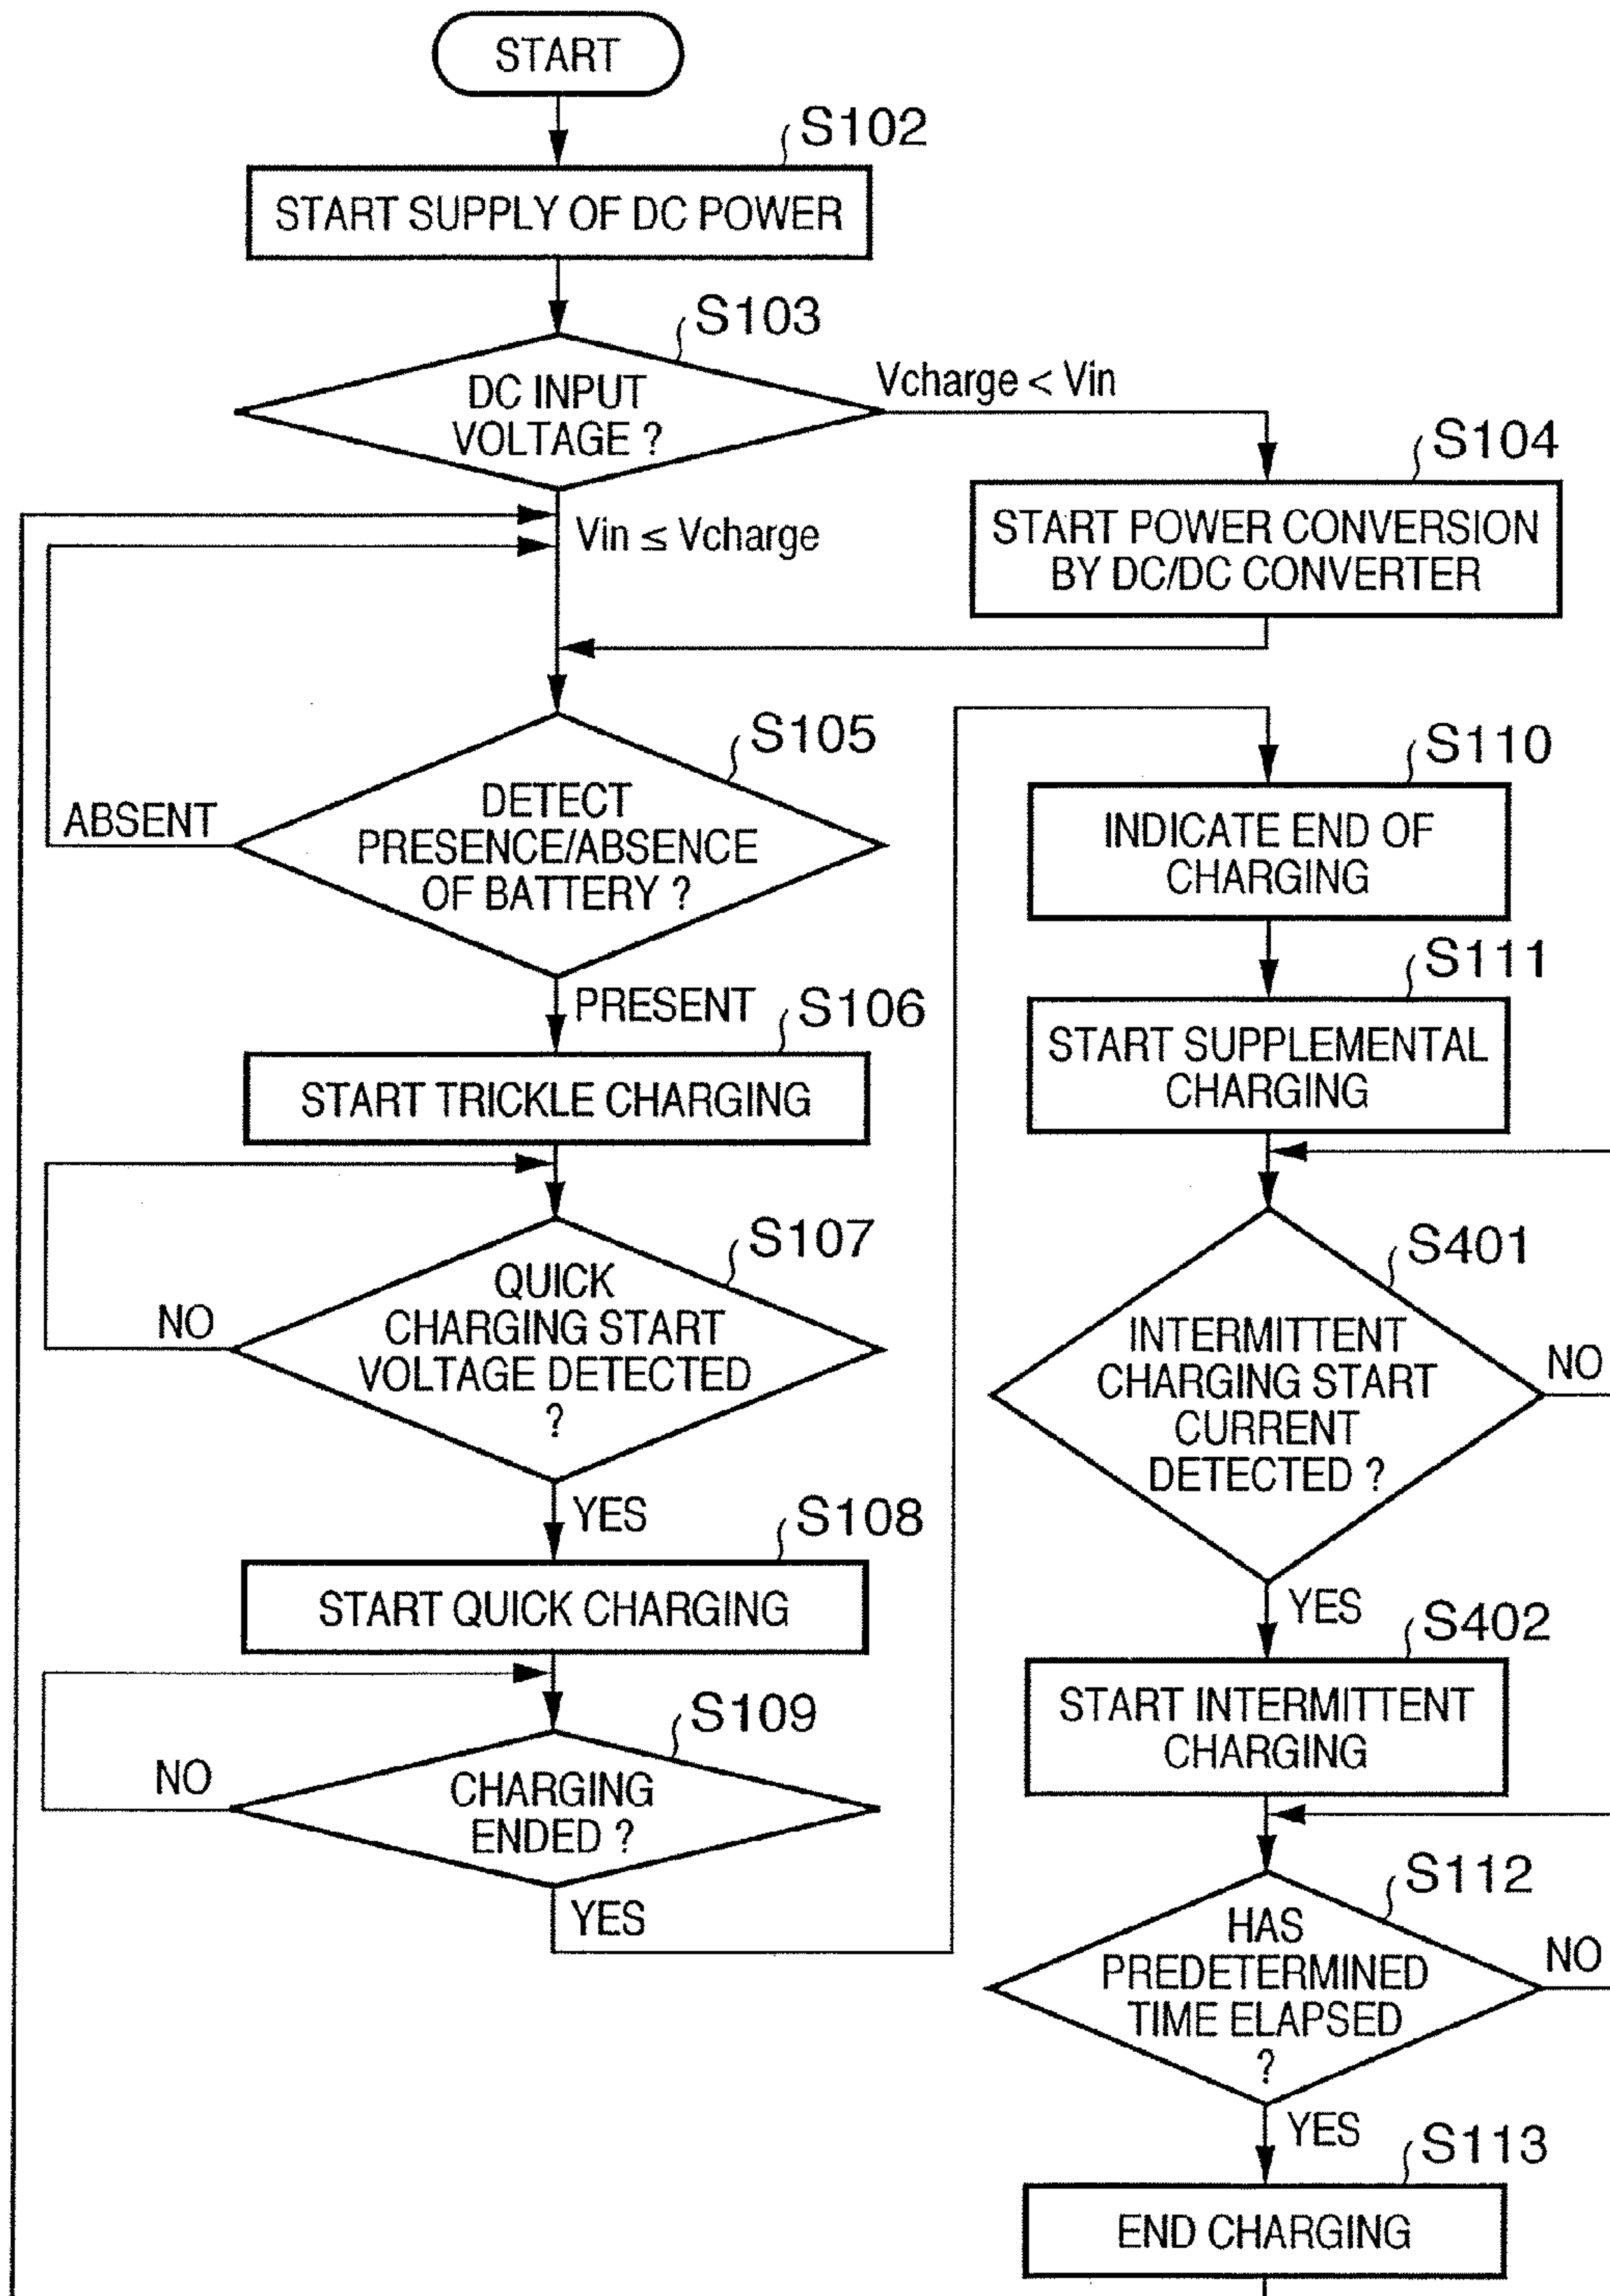 START
S102
START SUPPLY OF DC POWER
S103
DC INPUT
VOLTAGE ?
Vcharge < Vin
S104
START POWER CONVERSION
BY DC/DC CONVERTER
Vin ≤ Vcharge
S105
DETECT
PRESENCE/ABSENCE
OF BATTERY ?
ABSENT
PRESENT
S106
START TRICKLE CHARGING
S107
QUICK
CHARGING START
VOLTAGE DETECTED
?
NO
YES
S108
START QUICK CHARGING
S109
CHARGING
ENDED ?
NO
YES
S110
INDICATE END OF
CHARGING
S111
START SUPPLEMENTAL
CHARGING
S401
INTERMITTENT
CHARGING START
CURRENT
DETECTED ?
NO
YES
S402
START INTERMITTENT
CHARGING
S112
HAS
PREDETERMINED
TIME ELAPSED
?
NO
YES
S113
END CHARGING